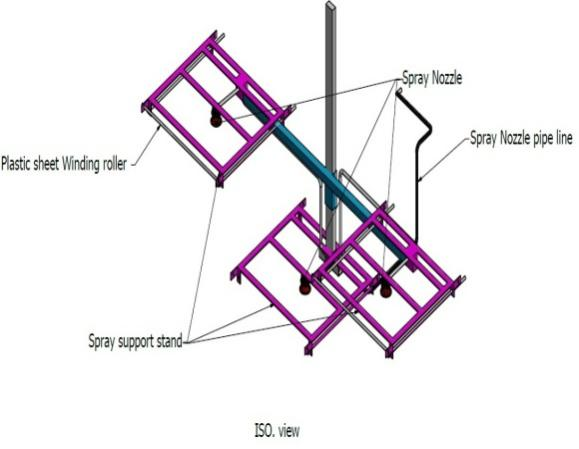 Spray Nozzle
Spray Nozzle pipe line
Plastic sheet Winding roller
Spray support stand
ISO. view